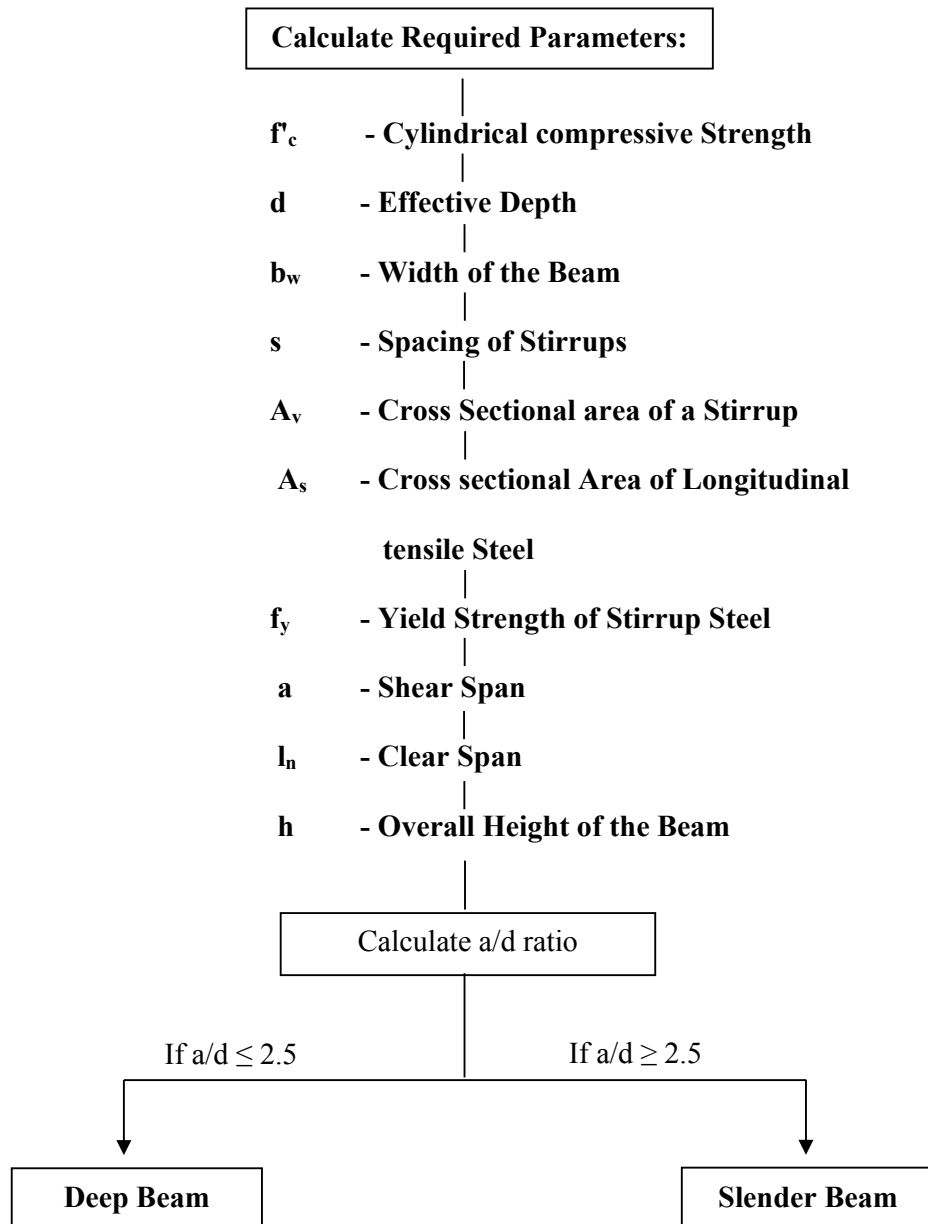 Calculate Required Parameters:
f'c - Cylindrical compressive Strength
d - Effective Depth
bw - Width of the Beam
s - Spacing of Stirrups
Av - Cross Sectional area of a Stirrup
As - Cross sectional Area of Longitudinal
tensile Steel
fy - Yield Strength of Stirrup Steel
a - Shear Span
ln - Clear Span
h - Overall Height of the Beam
Calculate a/d ratio
If a/d ≤ 2.5 If a/d ≥ 2.5
Deep Beam Slender Beam